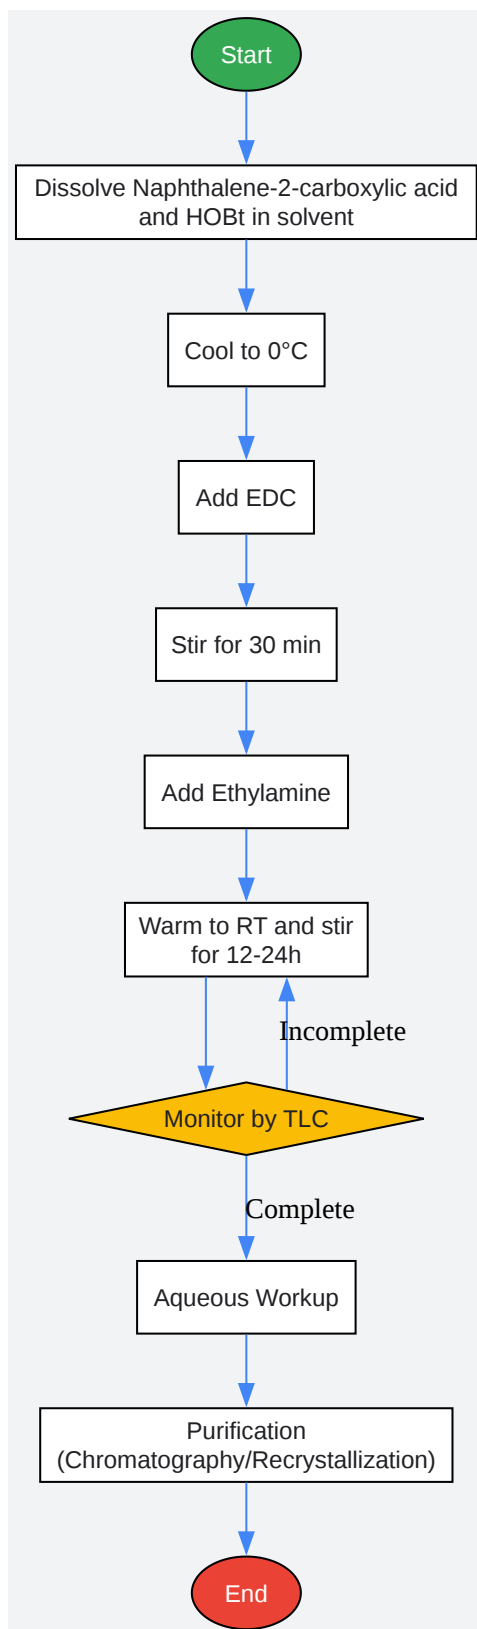 Start
Dissolve Naphthalene-2-carboxylic acid
and HOBt in solvent
Cool to 0°C
Add EDC
Stir for 30 min
Add Ethylamine
Warm to RT and stir
for 12-24h
Incomplete
Monitor by TLC
Complete
Aqueous Workup
Purification
(Chromatography/Recrystallization)
End